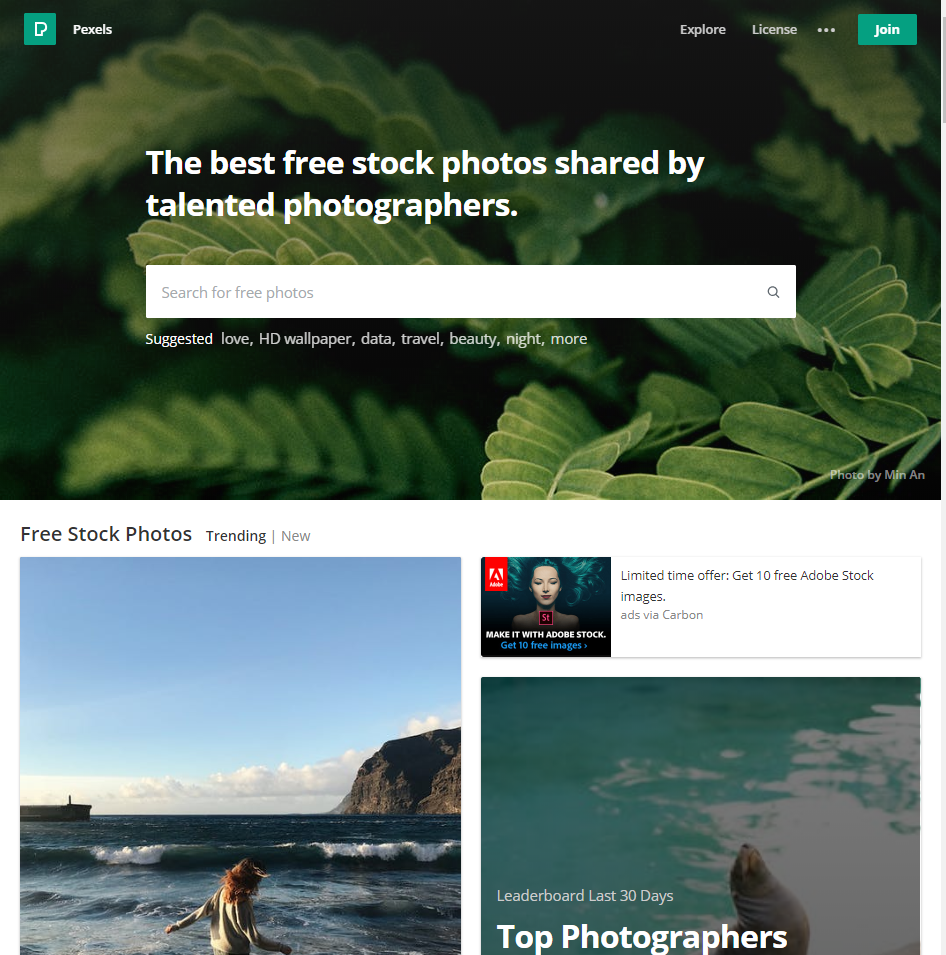 Pexels
Explore License ••• Join
The best free stock photos shared by
talented photographers.
Search for free photos
Suggested love, HD wallpaper, data, travel, beauty, night, more
Photo by Min An
Free Stock Photos Trending | New
Adobe
St
MAKE IT WITH ADOBE STOCK.
Get 10 free images ›
Limited time offer: Get 10 free Adobe Stock
images.
ads via Carbon
Leaderboard Last 30 Days
Top Photographers